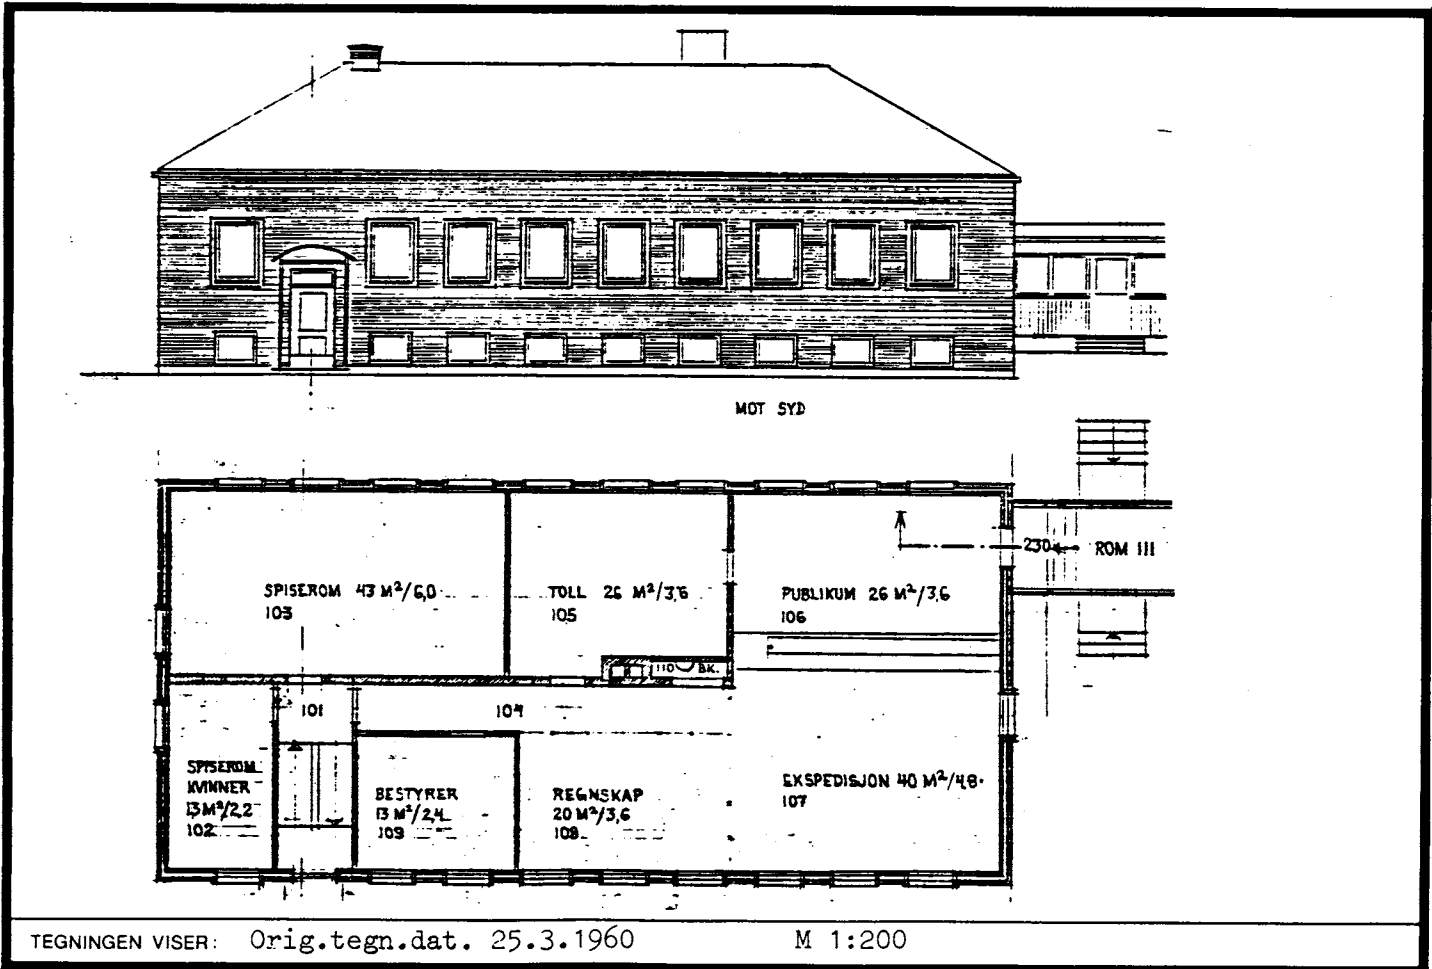 MOT SYD
230
ROM III
SPISEROM 43 M²/6,0
103
TOLL 26 M²/3,6
105
PUBLIKUM 26 M²/3,6
106
110 BK.
101
104
SPISEROM
KVINNER
13 M²/2,2
102
BESTYRER
13 M²/2,4
109
REGNSKAP
20 M²/3,6
108
EKSPEDISJON 40 M²/4,8
107
TEGNINGEN VISER: Orig.tegn.dat. 25.3.1960 M 1:200